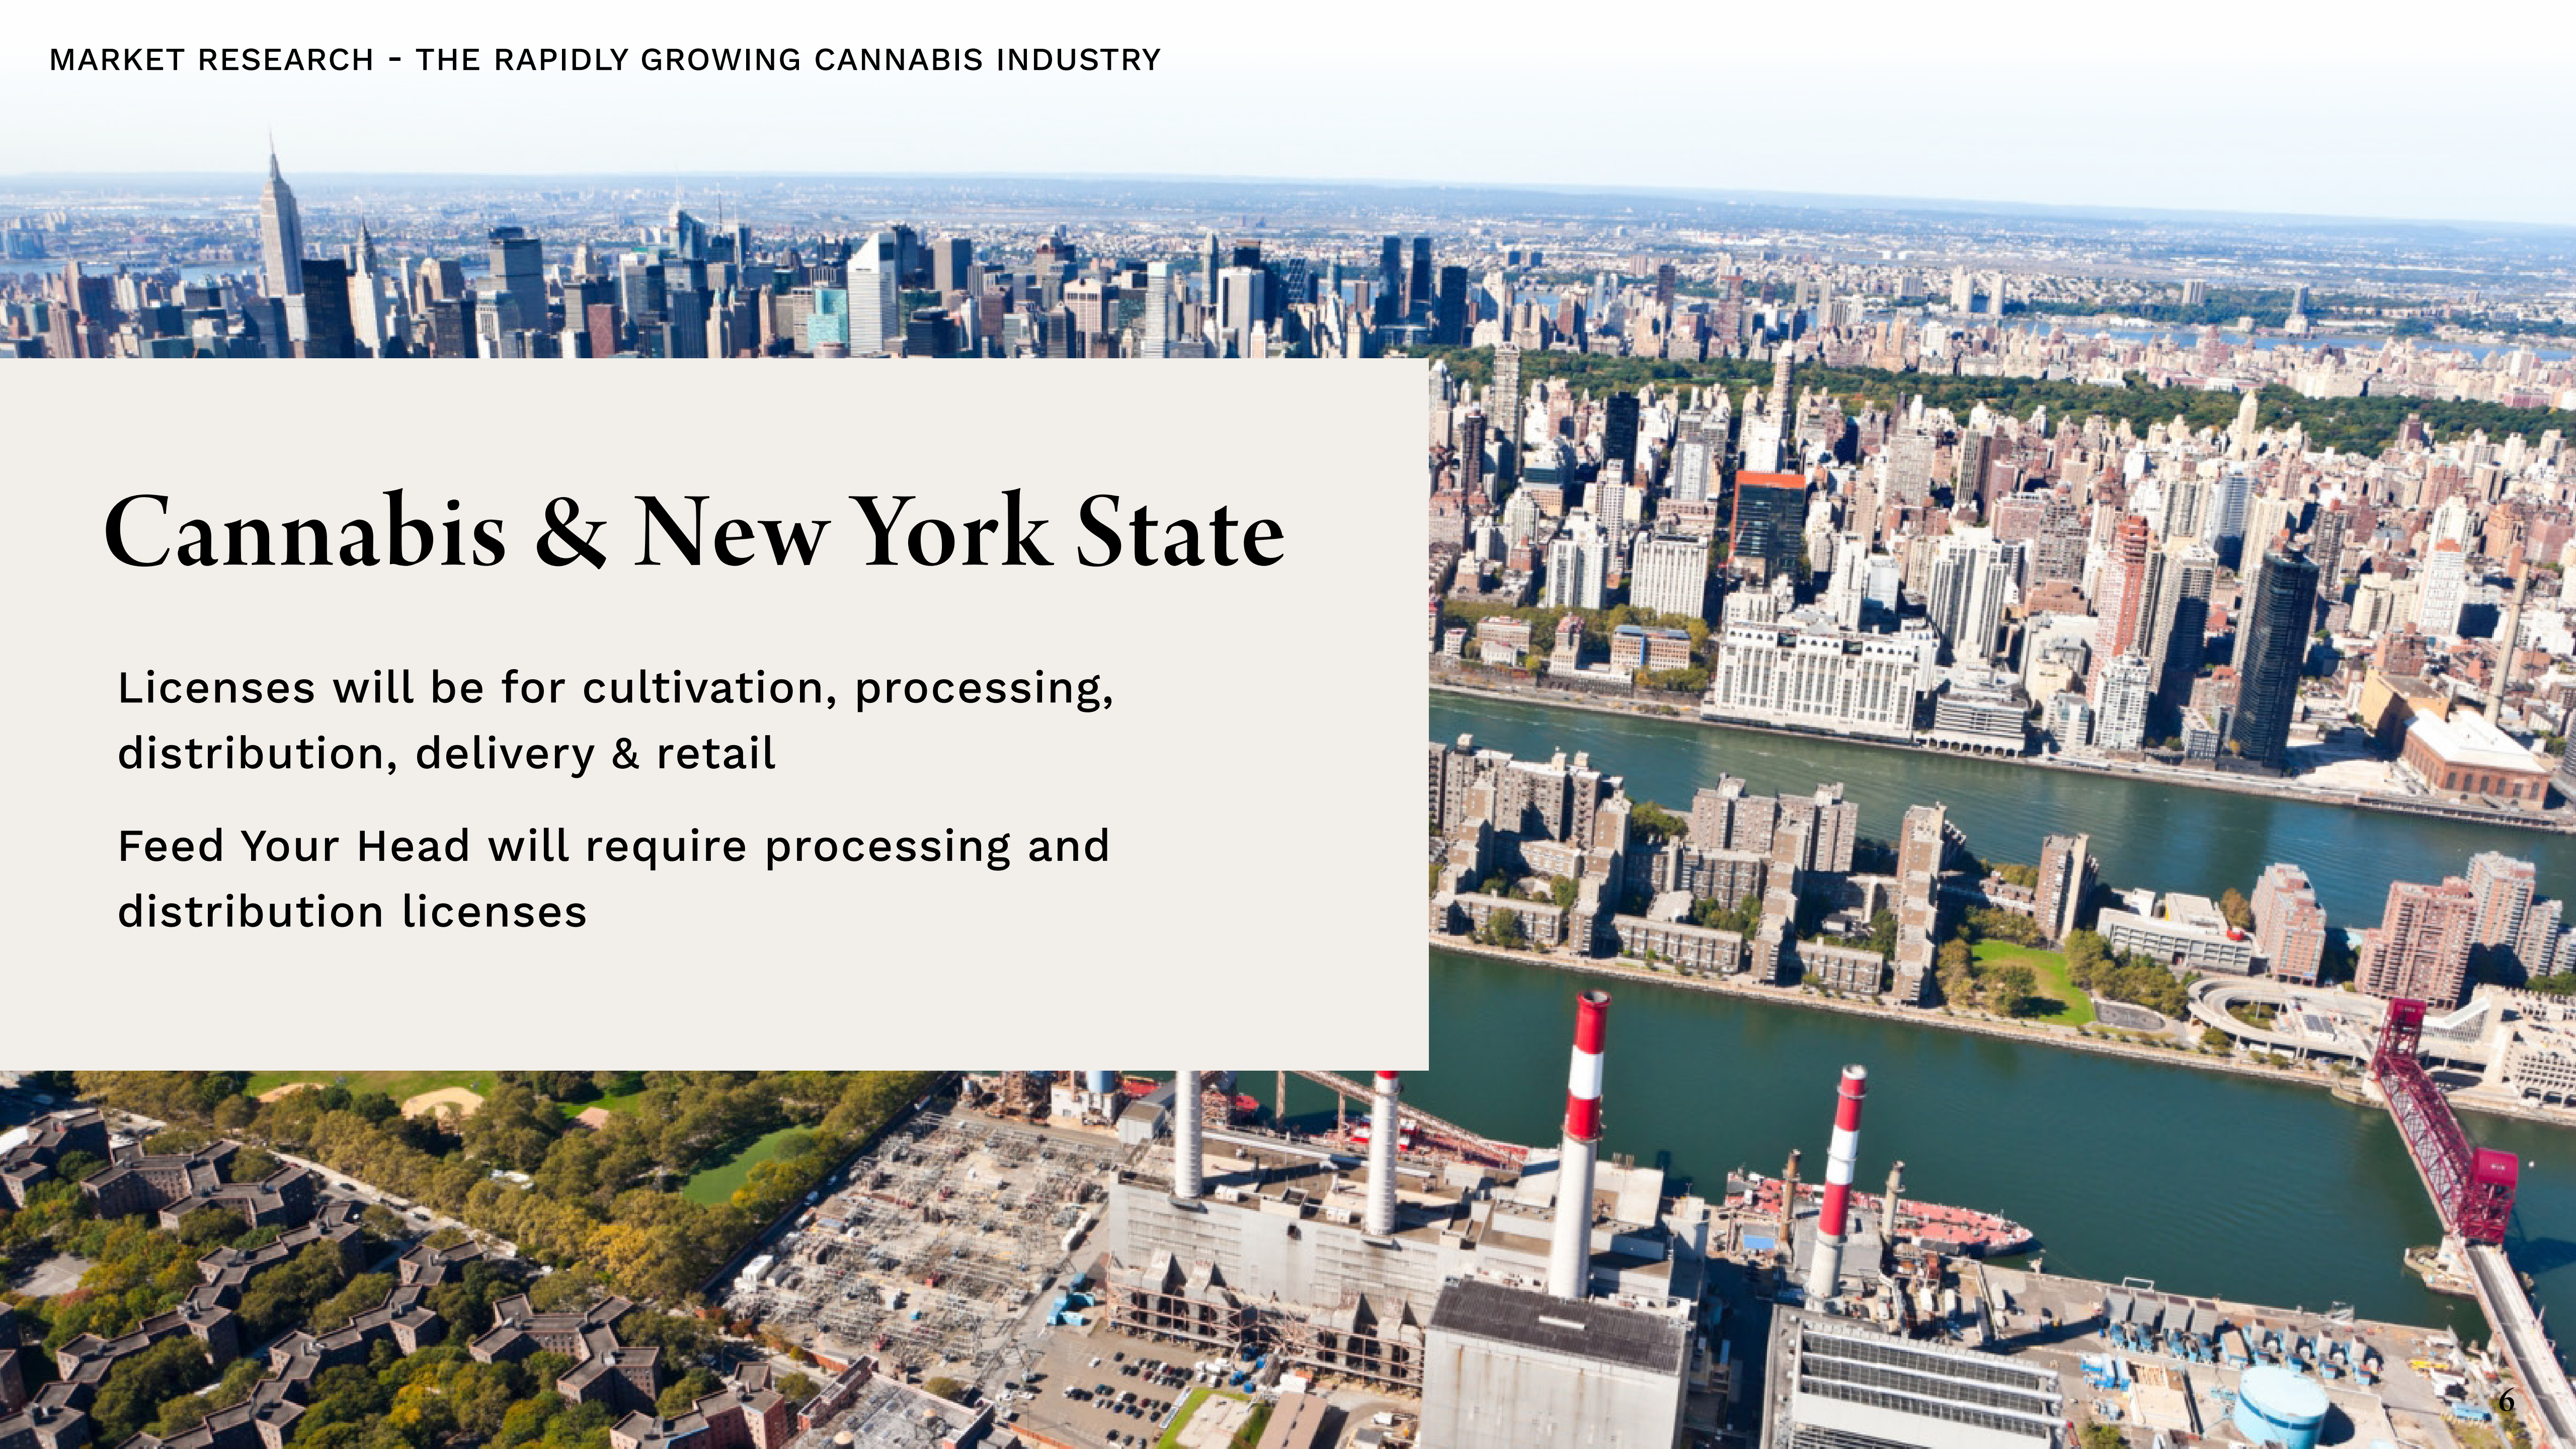 MARKET RESEARCH - THE RAPIDLY GROWING CANNABIS INDUSTRY
Cannabis & New York State
Licenses will be for cultivation, processing,
distribution, delivery & retail
Feed Your Head will require processing and
distribution licenses
6